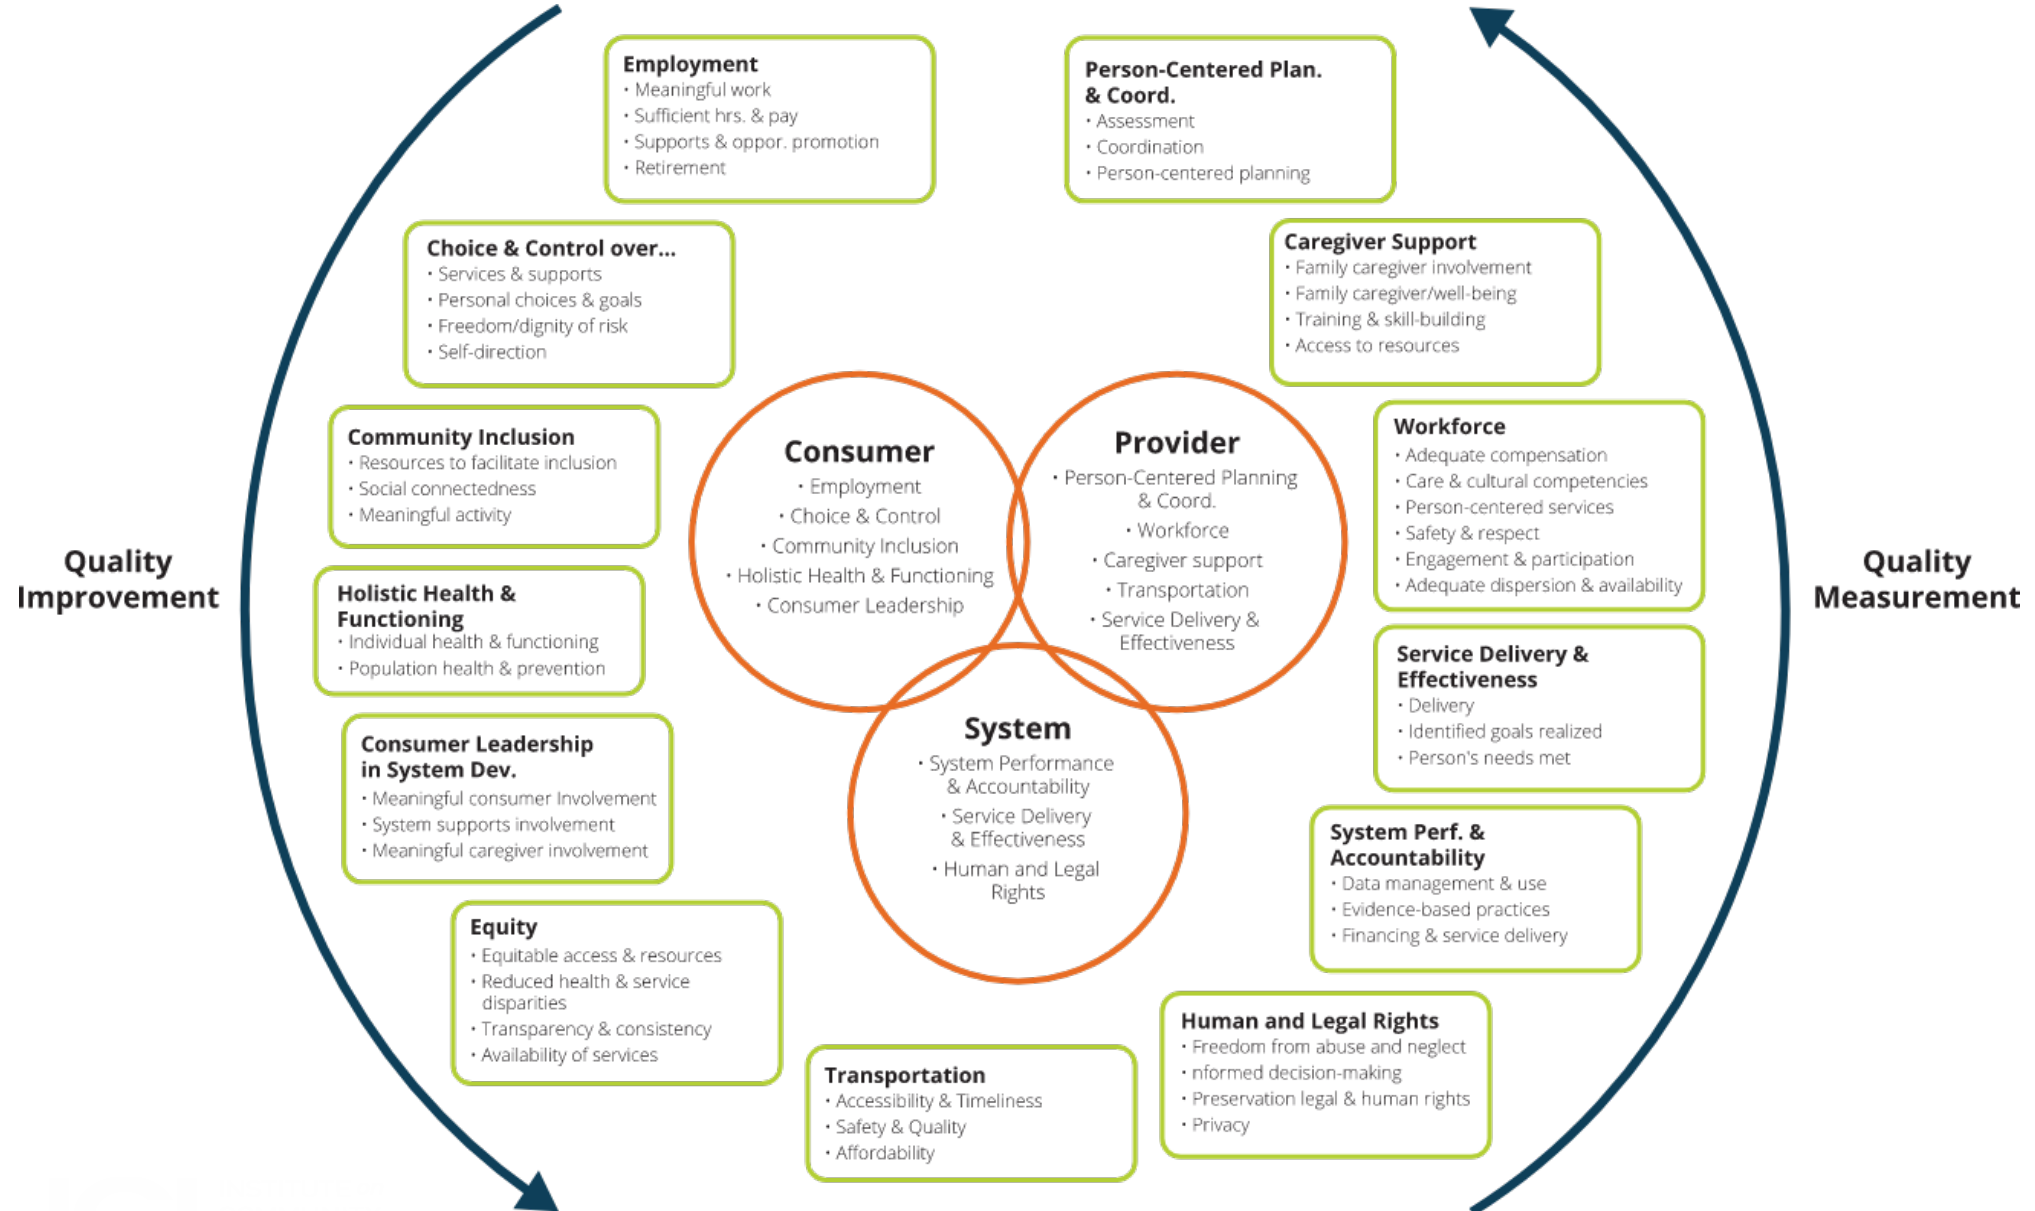 Employment
• Meaningful work
• Sufficient hrs. & pay
• Supports & oppor. promotion
• Retirement
Person-Centered Plan.
& Coord.
• Assessment
• Coordination
• Person-centered planning
Choice & Control over...
• Services & supports
• Personal choices & goals
• Freedom/dignity of risk
• Self-direction
Caregiver Support
• Family caregiver involvement
• Family caregiver/well-being
• Training & skill-building
• Access to resources
Community Inclusion
• Resources to facilitate inclusion
• Social connectedness
• Meaningful activity
Workforce
• Adequate compensation
• Care & cultural competencies
• Person-centered services
• Safety & respect
• Engagement & participation
• Adequate dispersion & availability
Consumer
• Employment
• Choice & Control
• Community Inclusion
• Holistic Health & Functioning
• Consumer Leadership
Provider
• Person-Centered Planning
& Coord.
• Workforce
• Caregiver support
• Transportation
• Service Delivery &
Effectiveness
Quality
Improvement
Quality
Measurement
Holistic Health &
Functioning
• Individual health & functioning
• Population health & prevention
Service Delivery &
Effectiveness
• Delivery
• Identified goals realized
• Person's needs met
System
• System Performance
& Accountability
• Service Delivery
& Effectiveness
• Human and Legal
Rights
Consumer Leadership
in System Dev.
• Meaningful consumer Involvement
• System supports involvement
• Meaningful caregiver involvement
System Perf. &
Accountability
• Data management & use
• Evidence-based practices
• Financing & service delivery
Equity
• Equitable access & resources
• Reduced health & service
disparities
• Transparency & consistency
• Availability of services
Human and Legal Rights
• Freedom from abuse and neglect
• nformed decision-making
• Preservation legal & human rights
• Privacy
Transportation
• Accessibility & Timeliness
• Safety & Quality
• Affordability